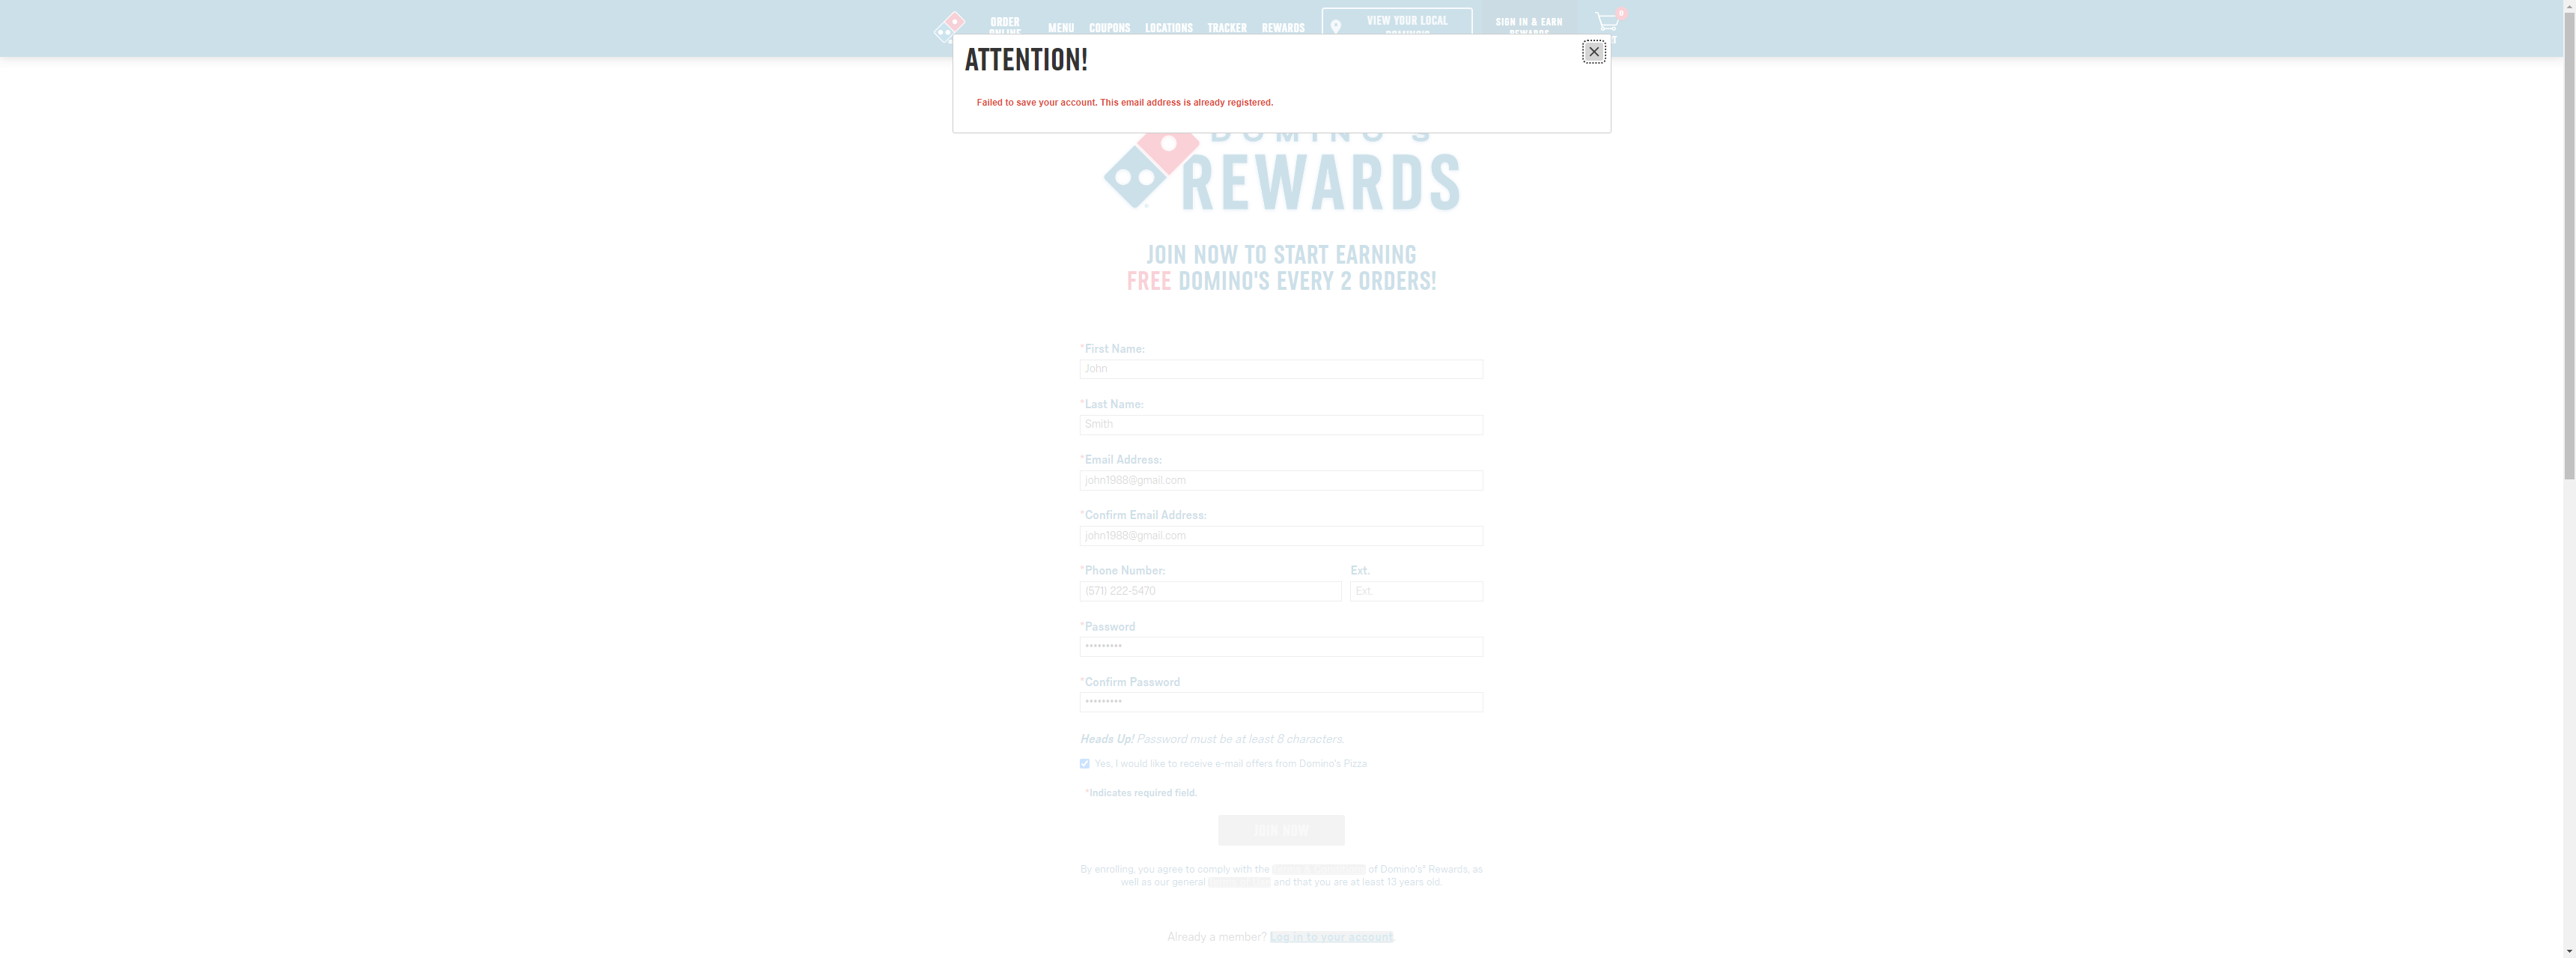 ORDER
ONLINE
MENU
COUPONS
LOCATIONS
TRACKER
REWARDS
VIEW YOUR LOCAL
DOMINO'S
SIGN IN & EARN
REWARDS
0
ATTENTION!
Failed to save your account. This email address is already registered.
DOMINO'S
REWARDS
JOIN NOW TO START EARNING
FREE DOMINO'S EVERY 2 ORDERS!
*First Name:
John
*Last Name:
Smith
*Email Address:
john1988@gmail.com
*Confirm Email Address:
john1988@gmail.com
*Phone Number:
Ext.
(571) 222-5470
Ext.
*Password
•••••••••
*Confirm Password
•••••••••
Heads Up! Password must be at least 8 characters.
Yes, I would like to receive e-mail offers from Domino's Pizza
*Indicates required field.
JOIN NOW
By enrolling, you agree to comply with the of Domino's® Rewards, as
well as our general and that you are at least 13 years old.
Already a member? Log in to your account.